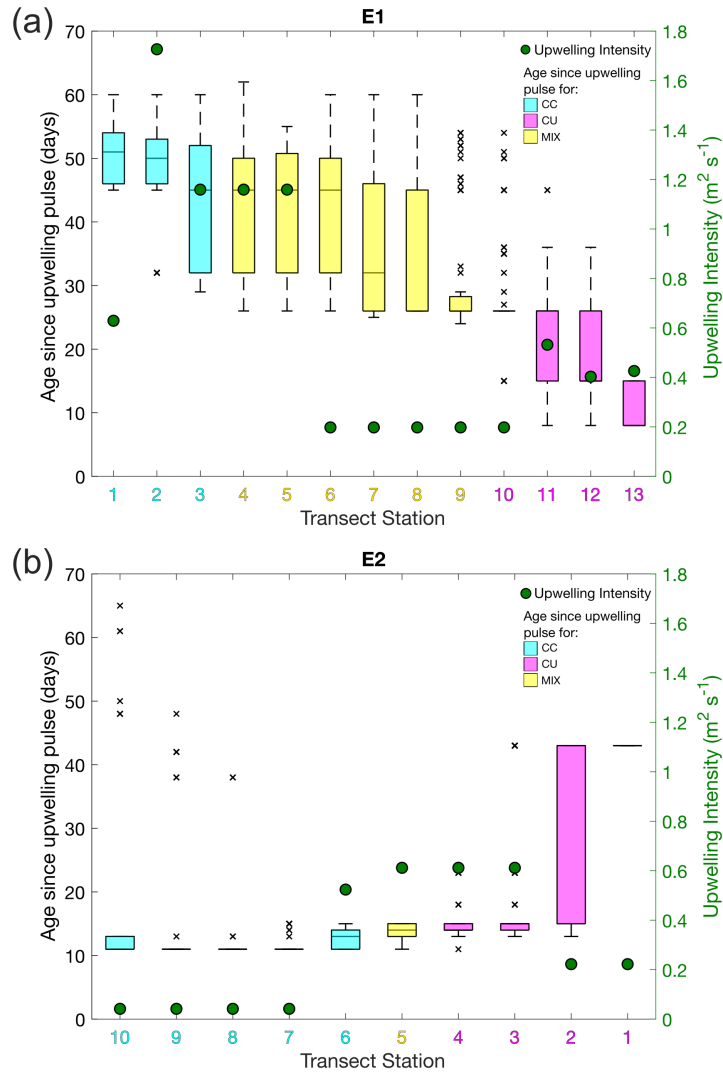 (a)
E1
70
60
50
40
30
20
10
0
Age since upwelling pulse (days)
Upwelling Intensity
Age since upwelling
pulse for:
CC
CU
MIX
1.8
1.6
1.4
1.2
1
0.8
0.6
0.4
0.2
0
Upwelling Intensity (m² s⁻¹)
1 2 3 4 5 6 7 8 9 10 11 12 13
Transect Station
(b)
E2
70
60
50
40
30
20
10
0
Age since upwelling pulse (days)
Upwelling Intensity
Age since upwelling
pulse for:
CC
CU
MIX
1.8
1.6
1.4
1.2
1
0.8
0.6
0.4
0.2
0
Upwelling Intensity (m² s⁻¹)
10 9 8 7 6 5 4 3 2 1
Transect Station